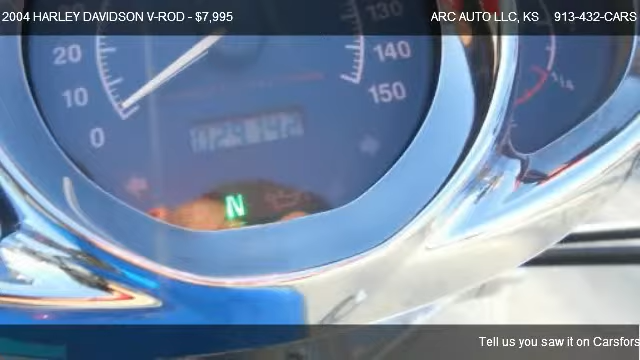 2004 HARLEY DAVIDSON V-ROD - $7,995 ARC AUTO LLC, KS 913-432-CARS
130
20 140
10 150
0
N
Tell us you saw it on Carsfors